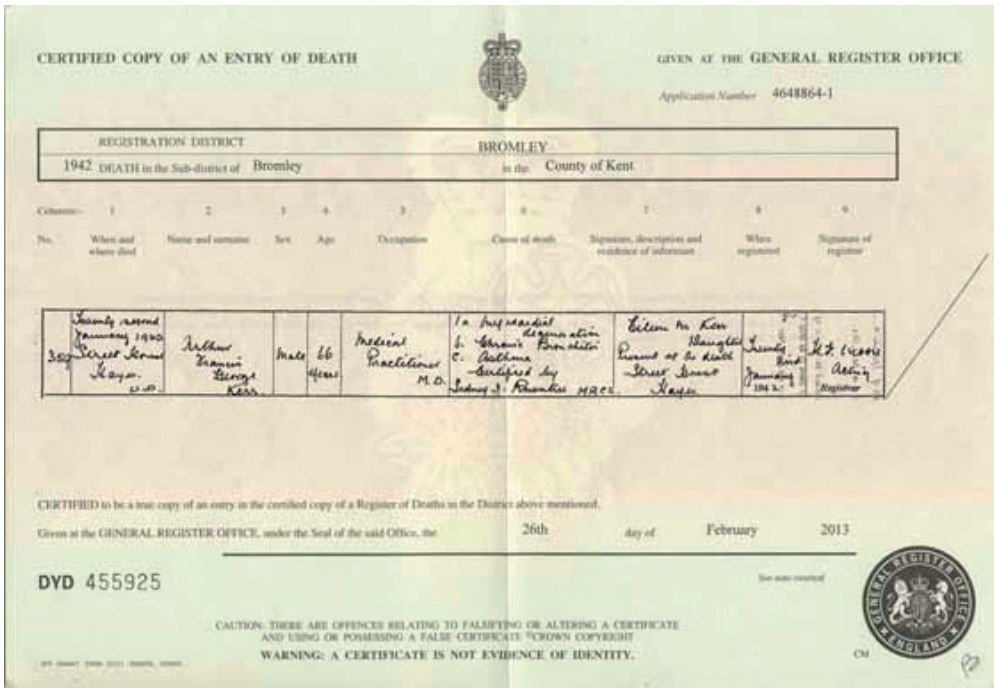 CERTIFIED COPY OF AN ENTRY OF DEATH
GIVEN AT THE GENERAL REGISTER OFFICE
Application Number 4648864-1
REGISTRATION DISTRICT BROMLEY
1942 DEATH in the Sub-district of Bromley in the County of Kent
Columns:- 1 2 3 4 5 6 7 8 9
No. When and where died Name and surname Sex Age Occupation Cause of death Signature, description and residence of informant When registered Signature of registrar
Twenty second
January 1942
Street House
Hayes
U.D.
Arthur
Francis
George
Kerr
Male
66
years
Medical
Practitioner
M.D.
1a Myocardial
degeneration
b. Chronic Bronchitis
c. Asthma
Certified by
Sydney MRCS.
Eileen M Kerr
Daughter
Present at the death
Street House
Hayes
Twenty
January
1942
Acting
Registrar
CERTIFIED to be a true copy of an entry in the certified copy of a Register of Deaths in the District above mentioned.
Given at the GENERAL REGISTER OFFICE, under the Seal of the said Office, the 26th day of February 2013
DYD 455925
See note overleaf
GENERAL REGISTER OFFICE
ENGLAND
CAUTION: THERE ARE OFFENCES RELATING TO FALSIFYING OR ALTERING A CERTIFICATE
AND USING OR POSSESSING A FALSE CERTIFICATE ©CROWN COPYRIGHT
WARNING: A CERTIFICATE IS NOT EVIDENCE OF IDENTITY.